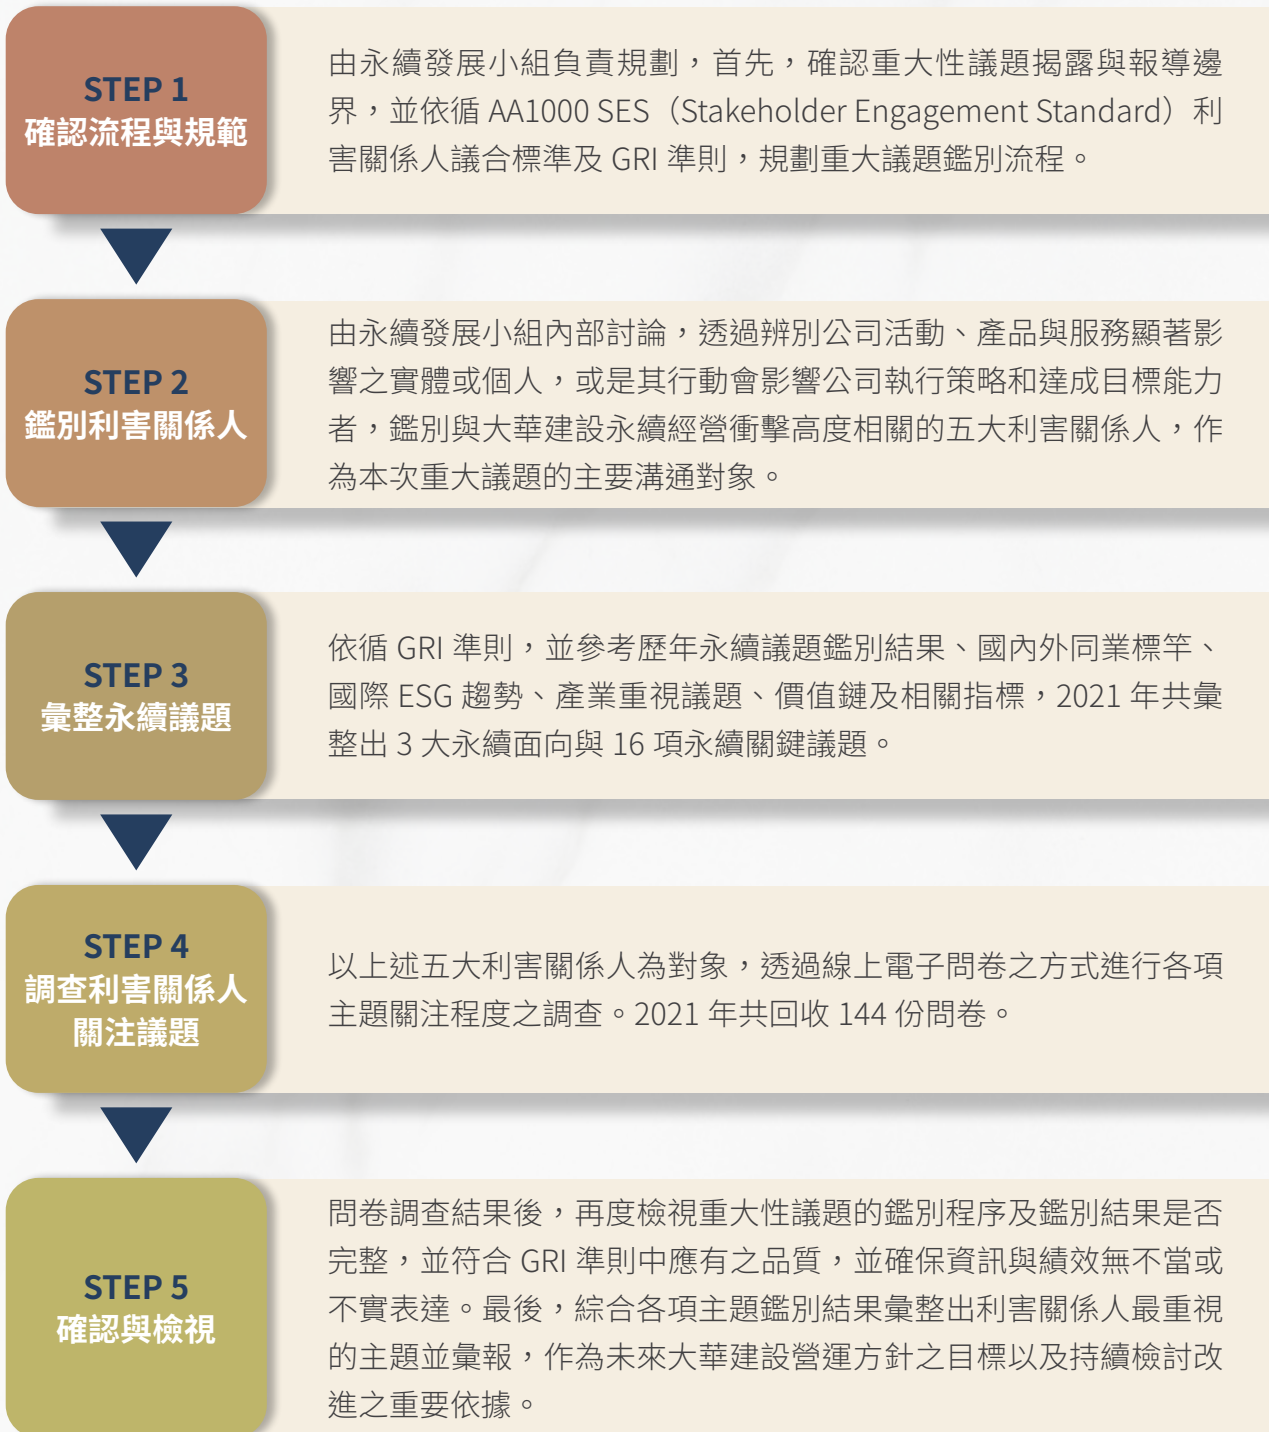 STEP 1
確認流程與規範
由永續發展小組負責規劃，首先，確認重大性議題揭露與報導邊
界，並依循 AA1000 SES（Stakeholder Engagement Standard）利
害關係人議合標準及 GRI 準則，規劃重大議題鑑別流程。
STEP 2
鑑別利害關係人
由永續發展小組內部討論，透過辨別公司活動、產品與服務顯著影
響之實體或個人，或是其行動會影響公司執行策略和達成目標能力
者，鑑別與大華建設永續經營衝擊高度相關的五大利害關係人，作
為本次重大議題的主要溝通對象。
STEP 3
彙整永續議題
依循 GRI 準則，並參考歷年永續議題鑑別結果、國內外同業標竿、
國際 ESG 趨勢、產業重視議題、價值鏈及相關指標，2021 年共彙
整出 3 大永續面向與 16 項永續關鍵議題。
STEP 4
調查利害關係人
關注議題
以上述五大利害關係人為對象，透過線上電子問卷之方式進行各項
主題關注程度之調查。2021 年共回收 144 份問卷。
STEP 5
確認與檢視
問卷調查結果後，再度檢視重大性議題的鑑別程序及鑑別結果是否
完整，並符合 GRI 準則中應有之品質，並確保資訊與績效無不當或
不實表達。最後，綜合各項主題鑑別結果彙整出利害關係人最重視
的主題並彙報，作為未來大華建設營運方針之目標以及持續檢討改
進之重要依據。